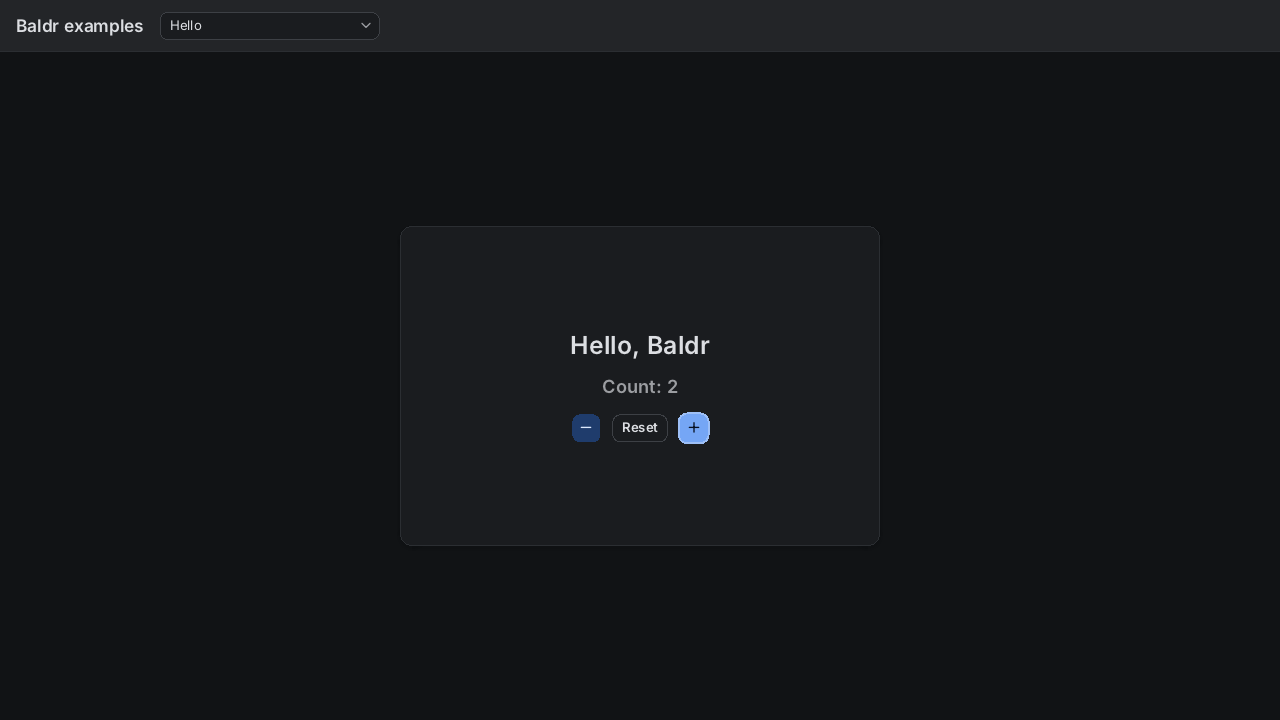 Baldr examples
Hello
Hello, Baldr
Count: 2
− Reset +